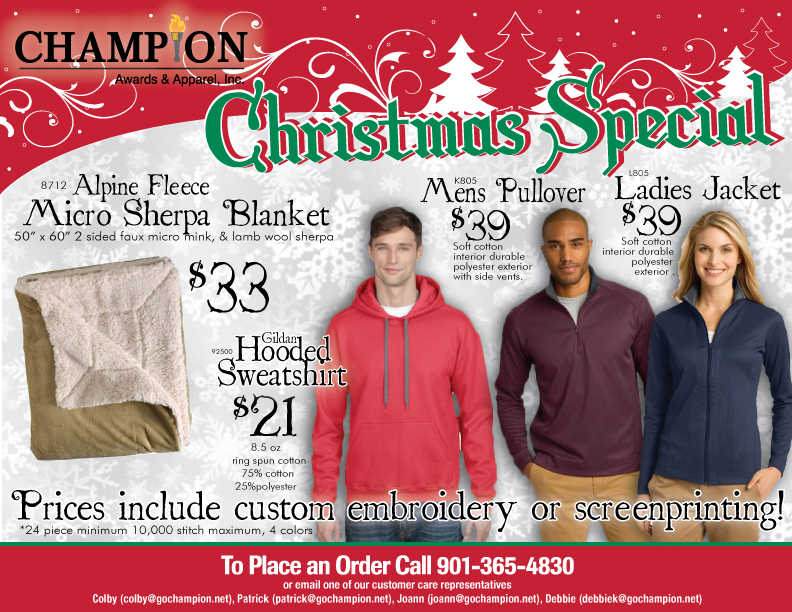 CHAMPION
Awards & Apparel, Inc.
Christmas Special
8712 Alpine Fleece
Micro Sherpa Blanket
50” x 60” 2 sided faux micro mink, & lamb wool sherpa
$33
Gildan
92500 Hooded
Sweatshirt
$21
8.5 oz
ring spun cotton
75% cotton
25%polyester
K805
Mens Pullover
$39
Soft cotton
interior durable
polyester exterior
with side vents.
L805
Ladies Jacket
$39
Soft cotton
interior durable
polyester
exterior .
Prices include custom embroidery or screenprinting!
*24 piece minimum 10,000 stitch maximum, 4 colors
To Place an Order Call 901-365-4830
or email one of our customer care representatives
Colby (colby@gochampion.net), Patrick (patrick@gochampion.net), Joann (joann@gochampion.net), Debbie (debbiek@gochampion.net)